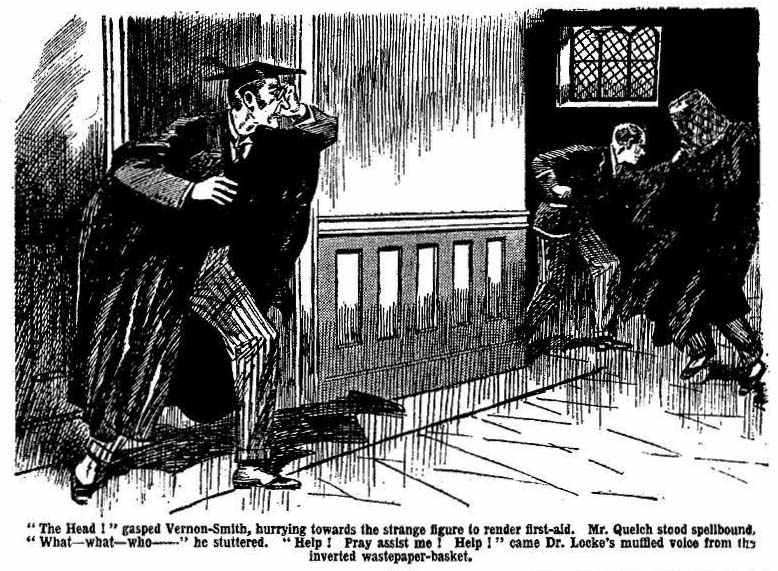 “ The Head ! ” gasped Vernon-Smith, hurrying towards the strange figure to render first-aid. Mr. Quelch stood spellbound.
“ What—what—who—— ” he stuttered. “ Help ! Pray assist me ! Help ! ” came Dr. Locke’s muffled voice from the
inverted wastepaper-basket.